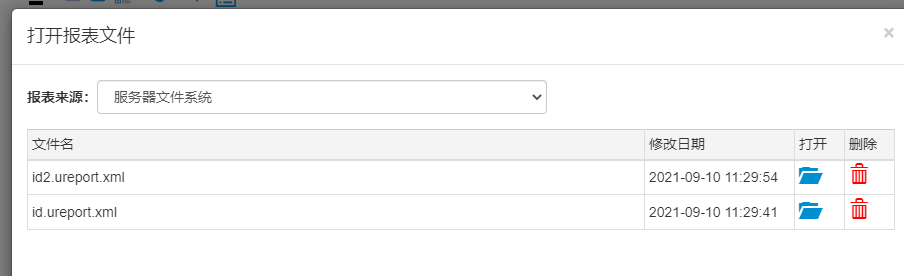 打开报表文件
×
报表来源： 服务器文件系统
文件名 修改日期 打开 删除
id2.ureport.xml 2021-09-10 11:29:54
id.ureport.xml 2021-09-10 11:29:41